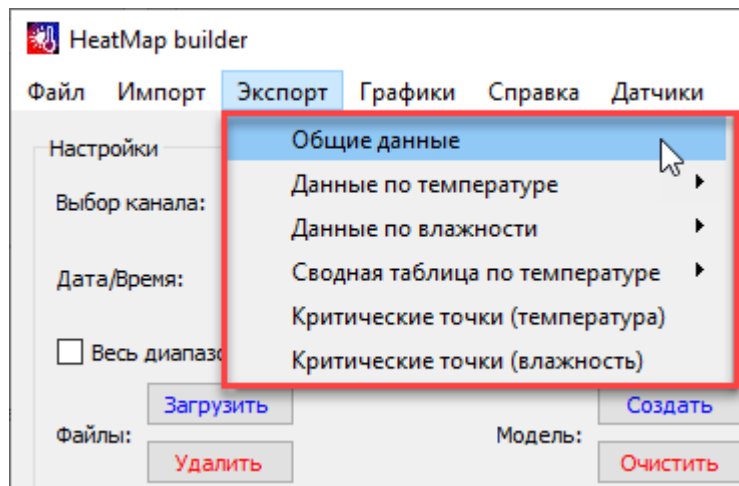 HeatMap builder
Файл Импорт Экспорт Графики Справка Датчики
Настройки
Общие данные
Выбор канала:
Данные по температуре
Данные по влажности
Дата/Время:
Сводная таблица по температуре
Критические точки (температура)
Весь
Критические точки (влажность)
Загрузить Создать
Файлы: Модель:
Удалить Очистить